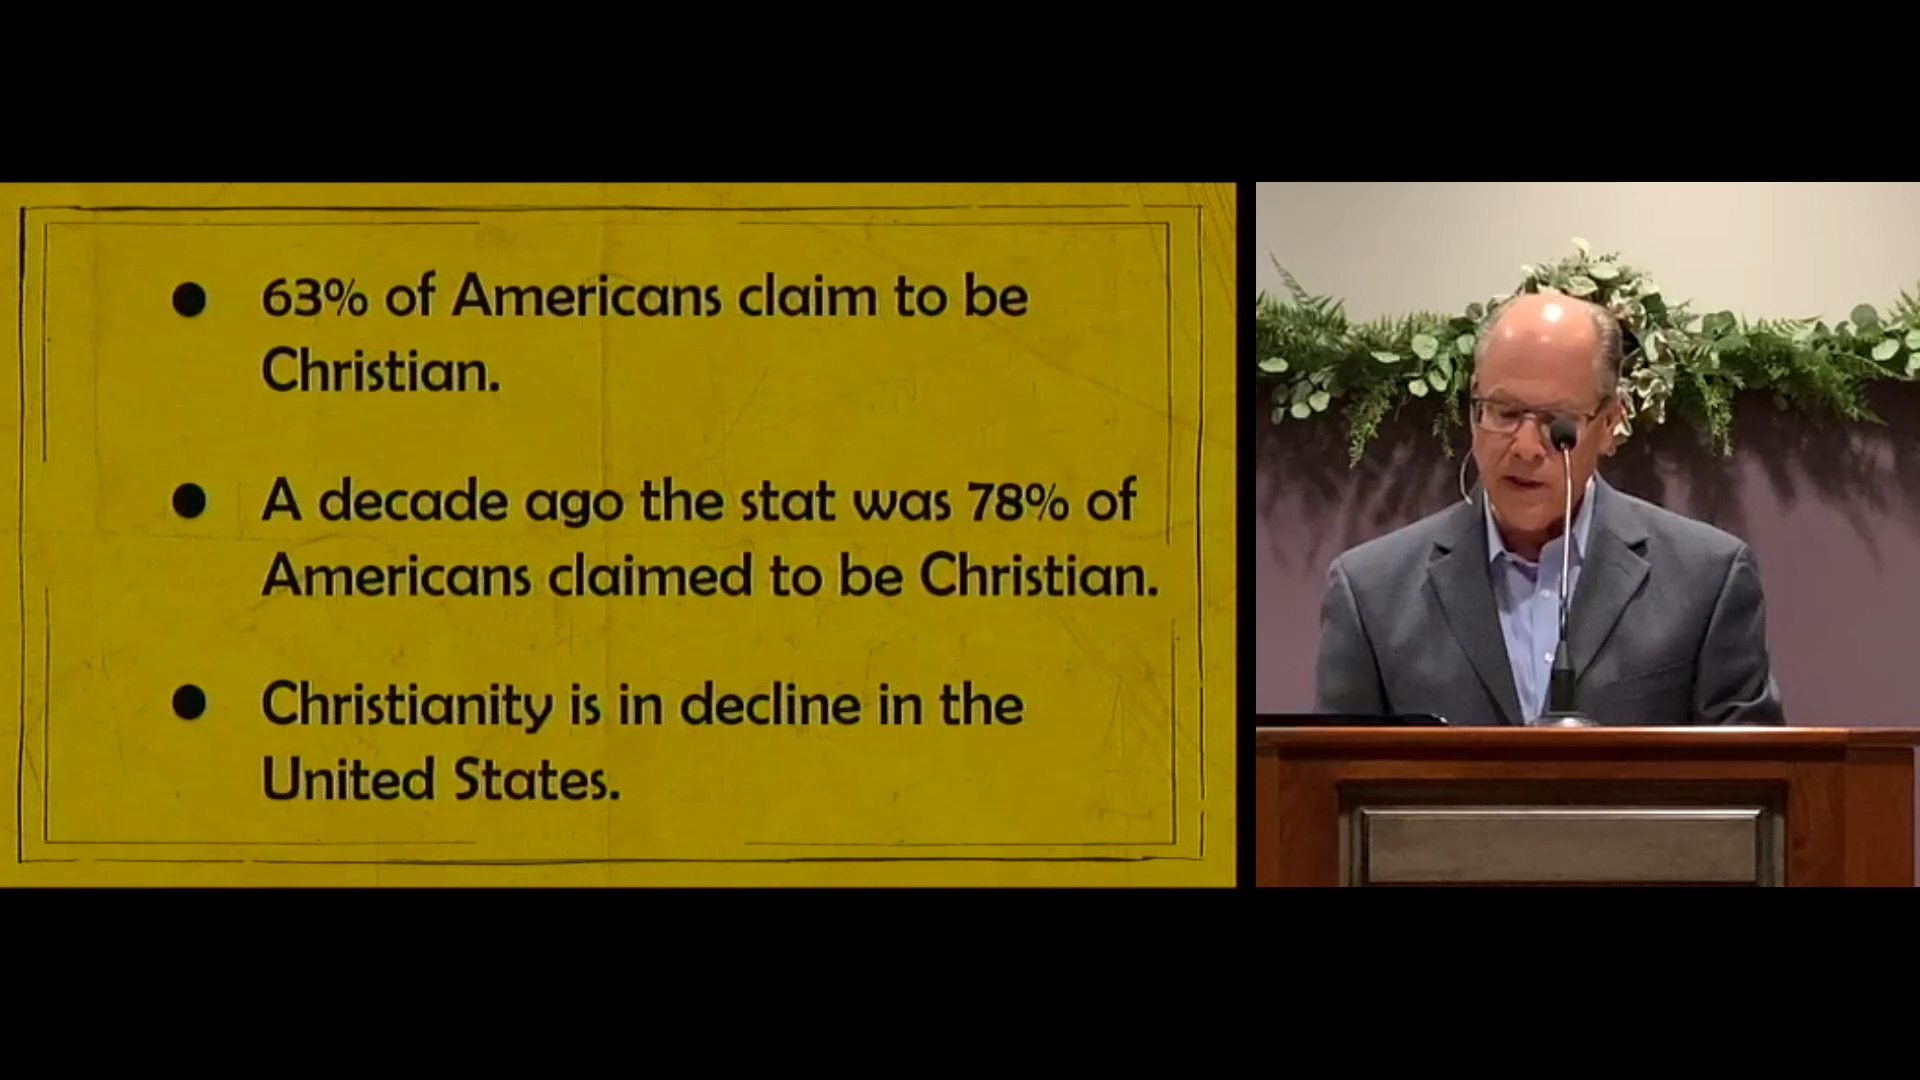 ● 63% of Americans claim to be
Christian.
● A decade ago the stat was 78% of
Americans claimed to be Christian.
● Christianity is in decline in the
United States.